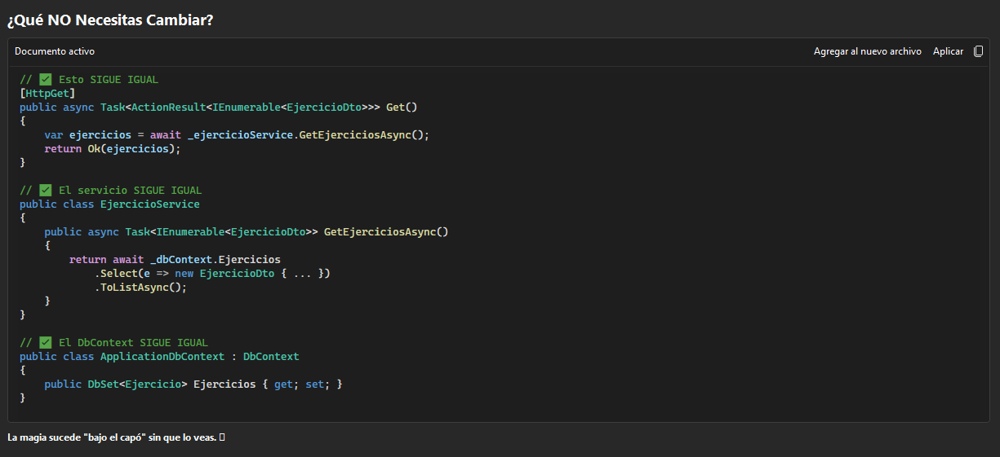 ¿Qué NO Necesitas Cambiar?
Documento activo
Agregar al nuevo archivo
Aplicar
// ✅ Esto SIGUE IGUAL
[HttpGet]
public async Task<ActionResult<IEnumerable<EjercicioDto>>> Get()
{
    var ejercicios = await _ejercicioService.GetEjerciciosAsync();
    return Ok(ejercicios);
}

// ✅ El servicio SIGUE IGUAL
public class EjercicioService
{
    public async Task<IEnumerable<EjercicioDto>> GetEjerciciosAsync()
    {
        return await _dbContext.Ejercicios
            .Select(e => new EjercicioDto { ... })
            .ToListAsync();
    }
}

// ✅ El DbContext SIGUE IGUAL
public class ApplicationDbContext : DbContext
{
    public DbSet<Ejercicio> Ejercicios { get; set; }
}
La magia sucede "bajo el capó" sin que lo veas.